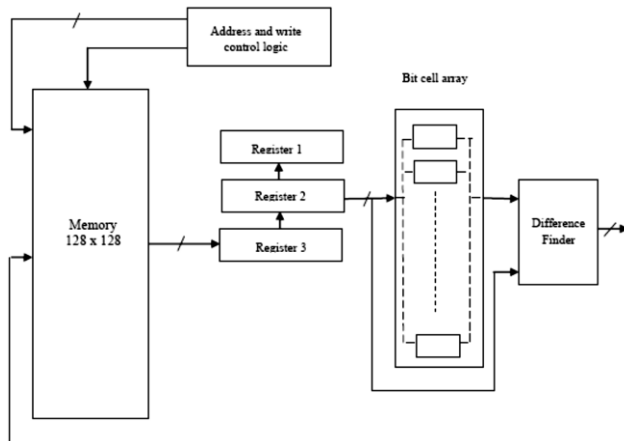 Address and write
control logic
Bit cell array
Register 1
Register 2
Register 3
Memory
128 x 128
Difference
Finder